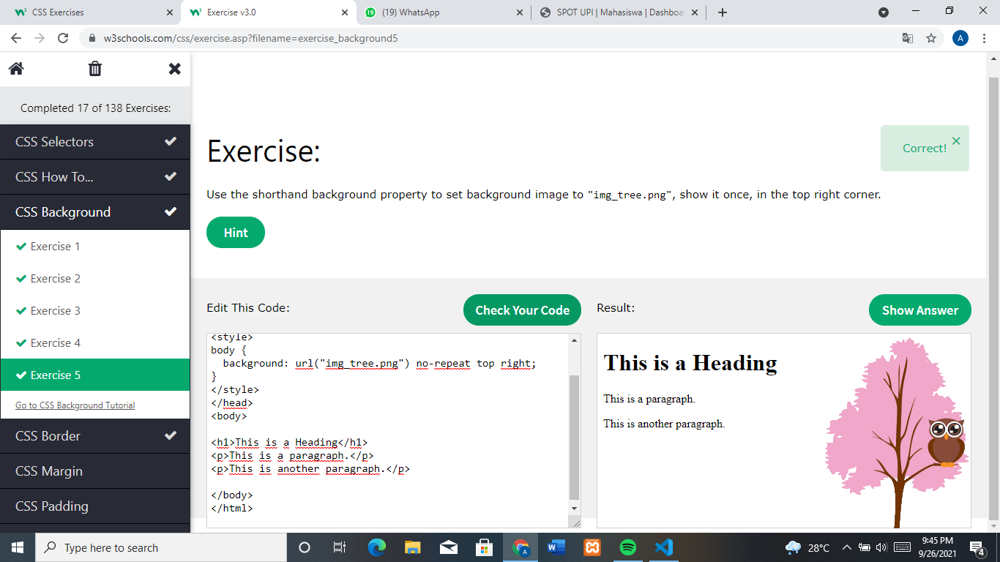 CSS Exercises
Exercise v3.0
19
(19) WhatsApp
SPOT UPI | Mahasiswa | Dashboa
w3schools.com/css/exercise.asp?filename=exercise_background5
A
Completed 17 of 138 Exercises:
CSS Selectors
CSS How To...
CSS Background
Exercise 1
Exercise 2
Exercise 3
Exercise 4
Exercise 5
Go to CSS Background Tutorial
CSS Border
CSS Margin
CSS Padding
Exercise:
Correct!
Use the shorthand background property to set background image to "img_tree.png", show it once, in the top right corner.
Hint
Edit This Code:
Check Your Code
Result:
Show Answer
<style>
body {
  background: url("img_tree.png") no-repeat top right;
}
</style>
</head>
<body>
<h1>This is a Heading</h1>
<p>This is a paragraph.</p>
<p>This is another paragraph.</p>
</body>
</html>
This is a Heading
This is a paragraph.
This is another paragraph.
Type here to search
A
28°C
9:45 PM
9/26/2021
4